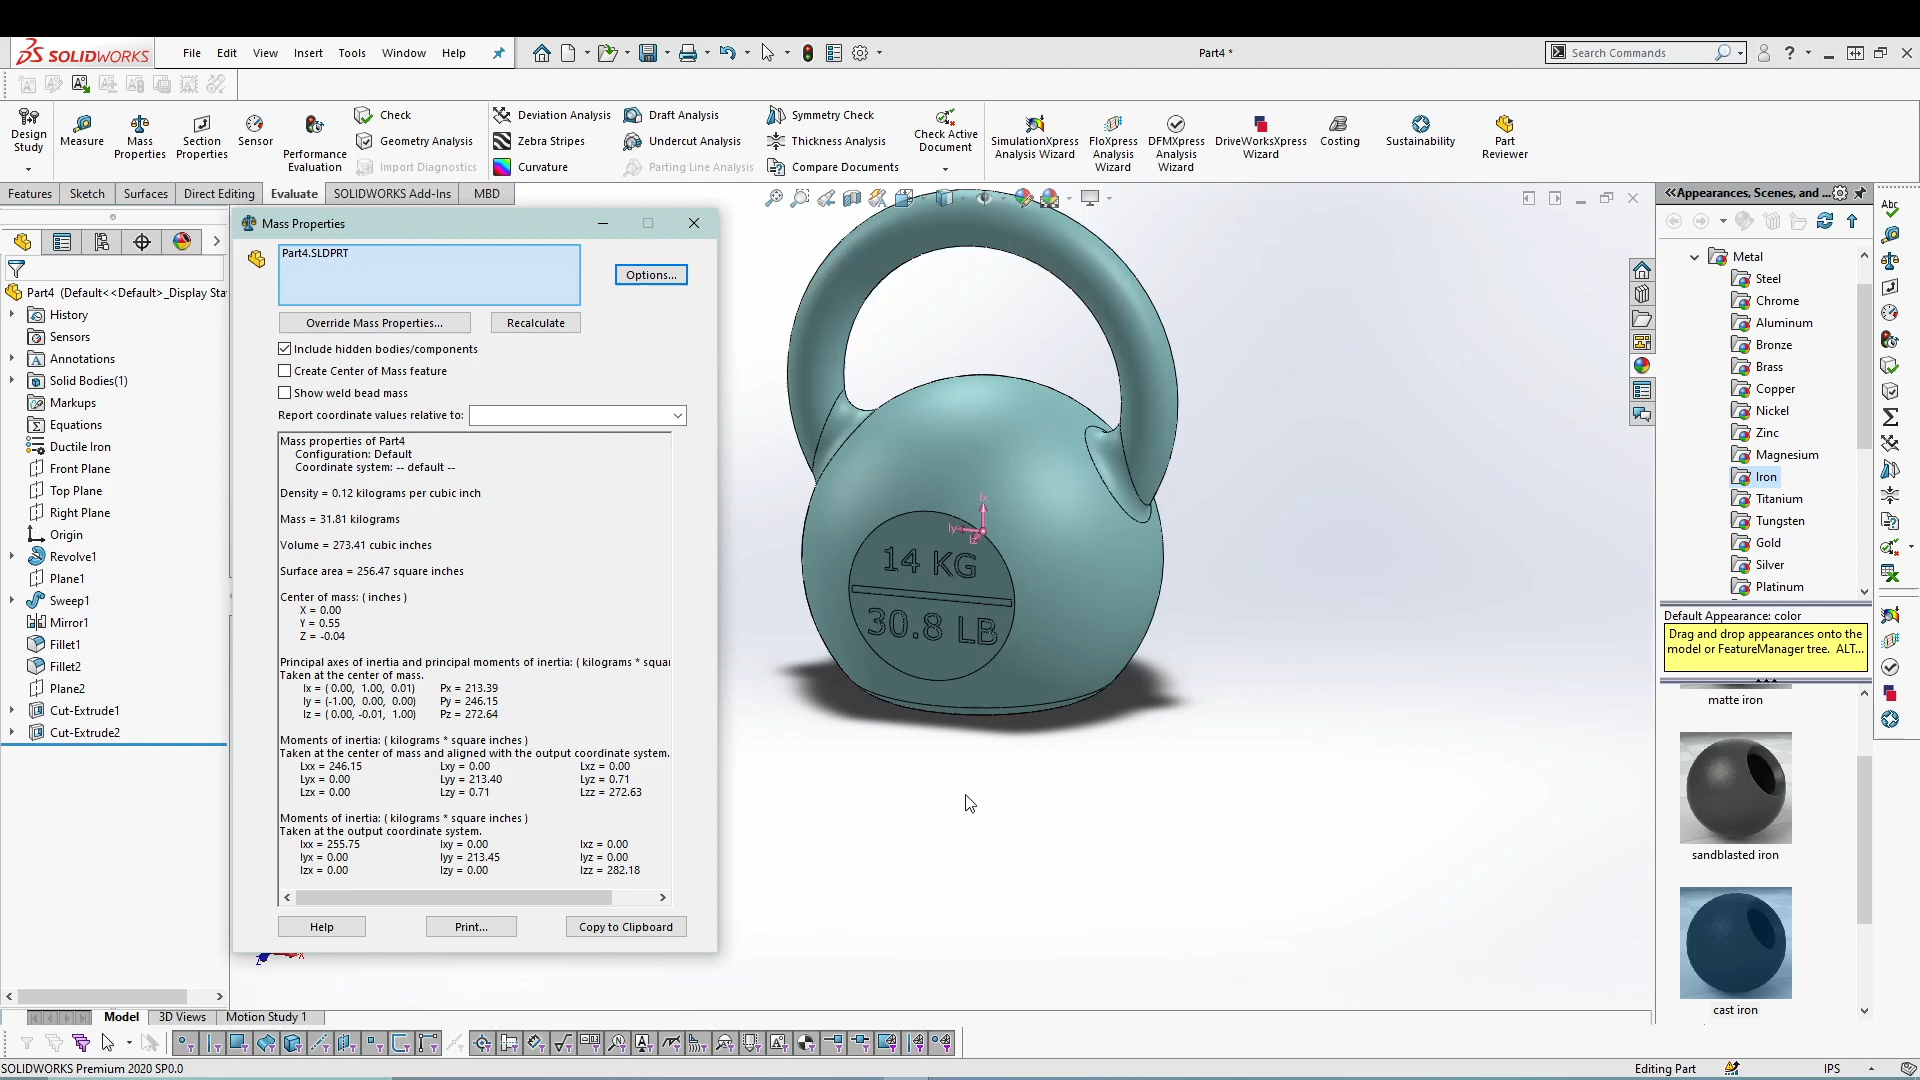 SOLIDWORKS
File Edit View Insert Tools Window Help
Part4 *
Search Commands
Design Study
Measure
Mass Properties
Section Properties
Sensor
Performance Evaluation
Check
Geometry Analysis
Import Diagnostics
Deviation Analysis
Zebra Stripes
Curvature
Draft Analysis
Undercut Analysis
Parting Line Analysis
Symmetry Check
Thickness Analysis
Compare Documents
Check Active Document
SimulationXpress Analysis Wizard
FloXpress Analysis Wizard
DFMXpress Analysis Wizard
DriveWorksXpress Wizard
Costing
Sustainability
Part Reviewer
Features Sketch Surfaces Direct Editing Evaluate SOLIDWORKS Add-Ins MBD
Part4 (Default<<Default>_Display Sta
History
Sensors
Annotations
Solid Bodies(1)
Markups
Equations
Ductile Iron
Front Plane
Top Plane
Right Plane
Origin
Revolve1
Plane1
Sweep1
Mirror1
Fillet1
Fillet2
Plane2
Cut-Extrude1
Cut-Extrude2
Mass Properties
Part4.SLDPRT
Options...
Override Mass Properties... Recalculate
Include hidden bodies/components
Create Center of Mass feature
Show weld bead mass
Report coordinate values relative to:
Mass properties of Part4
Configuration: Default
Coordinate system: -- default --
Density = 0.12 kilograms per cubic inch
Mass = 31.81 kilograms
Volume = 273.41 cubic inches
Surface area = 256.47 square inches
Center of mass: ( inches )
X = 0.00
Y = 0.55
Z = -0.04
Principal axes of inertia and principal moments of inertia: ( kilograms * squar
Taken at the center of mass.
Ix = ( 0.00, 1.00, 0.01) Px = 213.39
Iy = (-1.00, 0.00, 0.00) Py = 246.15
Iz = ( 0.00, -0.01, 1.00) Pz = 272.64
Moments of inertia: ( kilograms * square inches )
Taken at the center of mass and aligned with the output coordinate system.
Lxx = 246.15 Lxy = 0.00 Lxz = 0.00
Lyx = 0.00 Lyy = 213.40 Lyz = 0.71
Lzx = 0.00 Lzy = 0.71 Lzz = 272.63
Moments of inertia: ( kilograms * square inches )
Taken at the output coordinate system.
Ixx = 255.75 Ixy = 0.00 Ixz = 0.00
Iyx = 0.00 Iyy = 213.45 Iyz = 0.00
Izx = 0.00 Izy = 0.00 Izz = 282.18
Help Print... Copy to Clipboard
Ix
Iy
Iz
14 KG
30.8 LB
Appearances, Scenes, and ...
Metal
Steel
Chrome
Aluminum
Bronze
Brass
Copper
Nickel
Zinc
Magnesium
Iron
Titanium
Tungsten
Gold
Silver
Platinum
Default Appearance: color
Drag and drop appearances onto the
model or FeatureManager tree. ALT...
matte iron
sandblasted iron
cast iron
Abc
Model 3D Views Motion Study 1
SOLIDWORKS Premium 2020 SP0.0
Editing Part
IPS